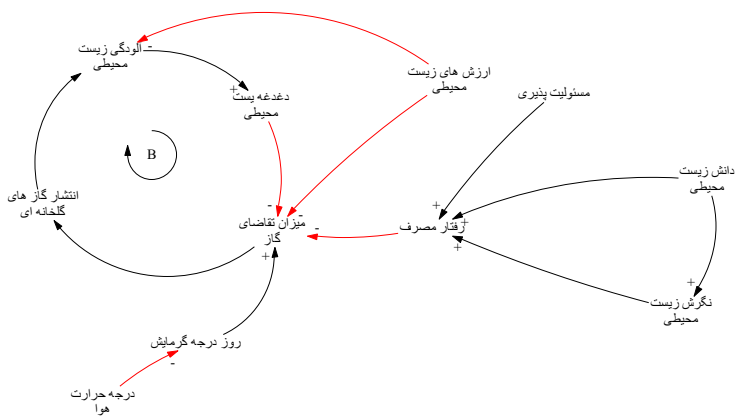 آلودگی زیست
محیطی
-
ارزش های زیست
محیطی
+
دغدغه یست
محیطی
مسئولیت پذیری
B
دانش زیست
محیطی
انتشار گاز های
گلخانه ای
-
-
میزان تقاضای
گاز
-
+
+
+
رفتار مصرف
+
+
نگرش زیست
محیطی
روز درجه گرمایش
-
درجه حرارت
هوا